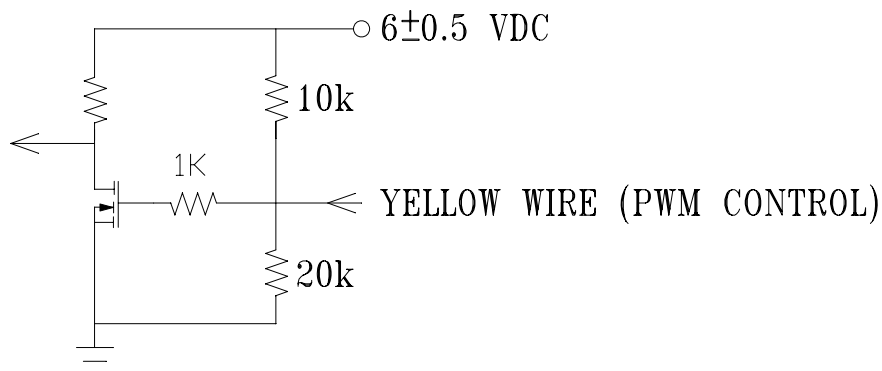 6±0.5 VDC
10k
1K
YELLOW WIRE (PWM CONTROL)
20k